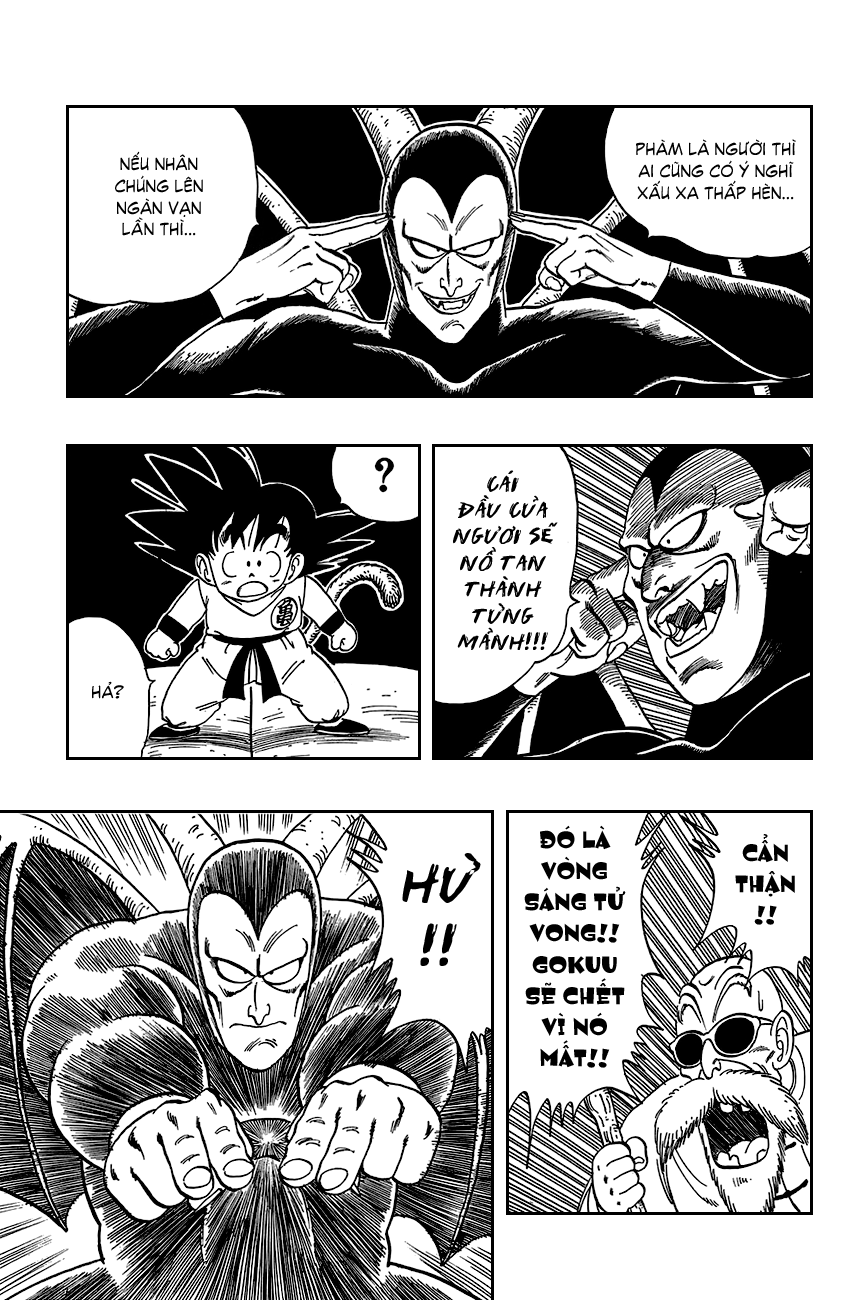 PHÀM LÀ NGƯỜI THÌ
AI CŨNG CÓ Ý NGHĨ
XẤU XA THẤP HÈN...
NẾU NHÂN
CHÚNG LÊN
NGÀN VẠN
LẦN THÌ...
CÁI
ĐẦU CỦA
NGƯƠI SẼ
NỔ TAN
THÀNH
TỪNG
MẢNH!!!
?
HẢ?
CẨN
THẬN
!!
ĐÓ LÀ
VÒNG
SÁNG TỬ
VONG!!
GOKUU
SẼ CHẾT
VÌ NÓ
MẤT!!
HỪ
!!
亀